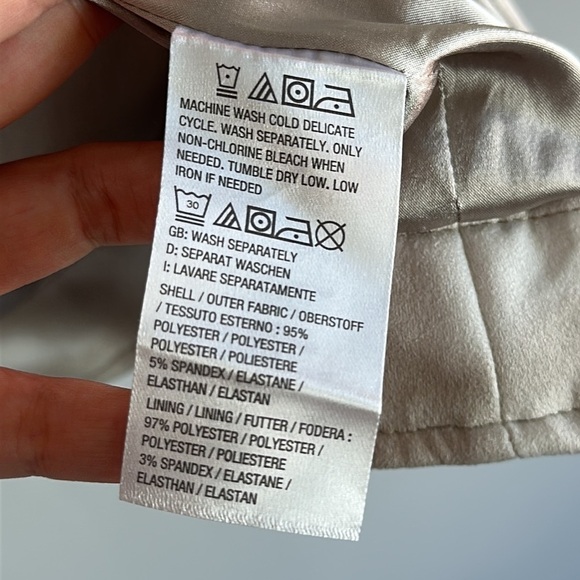 MACHINE WASH COLD DELICATE
CYCLE. WASH SEPARATELY. ONLY
NON-CHLORINE BLEACH WHEN
NEEDED. TUMBLE DRY LOW. LOW
IRON IF NEEDED
30
GB: WASH SEPARATELY
D: SEPARAT WASCHEN
I: LAVARE SEPARATAMENTE
SHELL / OUTER FABRIC / OBERSTOFF
/ TESSUTO ESTERNO : 95%
POLYESTER / POLYESTER /
POLYESTER / POLIESTERE
5% SPANDEX / ELASTANE /
ELASTHAN / ELASTAN
LINING / LINING / FUTTER / FODERA :
97% POLYESTER / POLYESTER /
POLYESTER / POLIESTERE
3% SPANDEX / ELASTANE /
ELASTHAN / ELASTAN